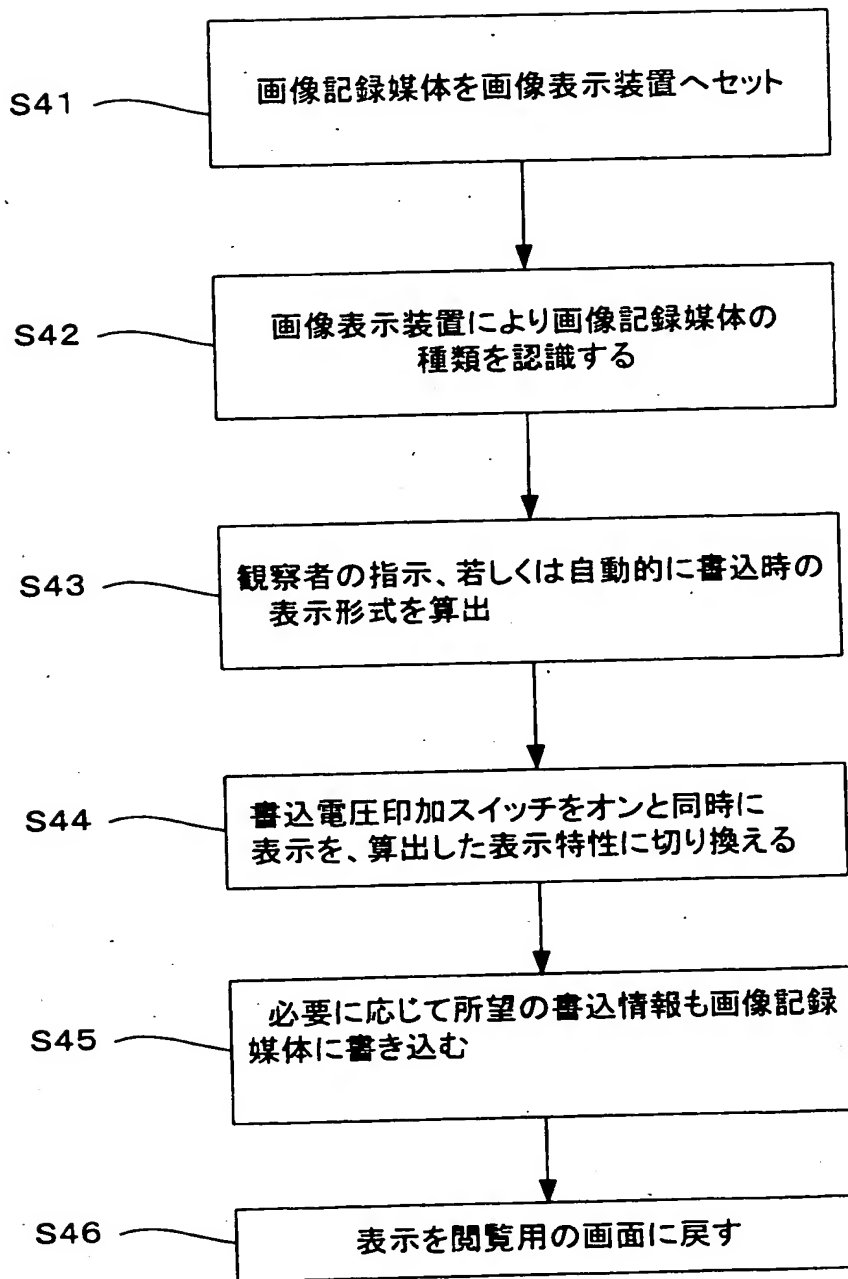 S41
画像記録媒体を画像表示装置へセット
S42
画像表示装置により画像記録媒体の
種類を認識する
S43
観察者の指示、若しくは自動的に書込時の
表示形式を算出
S44
書込電圧印加スイッチをオンと同時に
表示を、算出した表示特性に切り換える
S45
必要に応じて所望の書込情報も画像記録
媒体に書き込む
S46
表示を閲覧用の画面に戻す